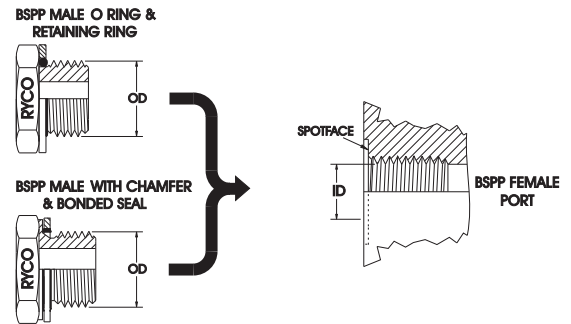 BSPP MALE O RING &
RETAINING RING
RYCO
OD
BSPP MALE WITH CHAMFER
& BONDED SEAL
RYCO
OD
SPOTFACE
ID
BSPP FEMALE
PORT